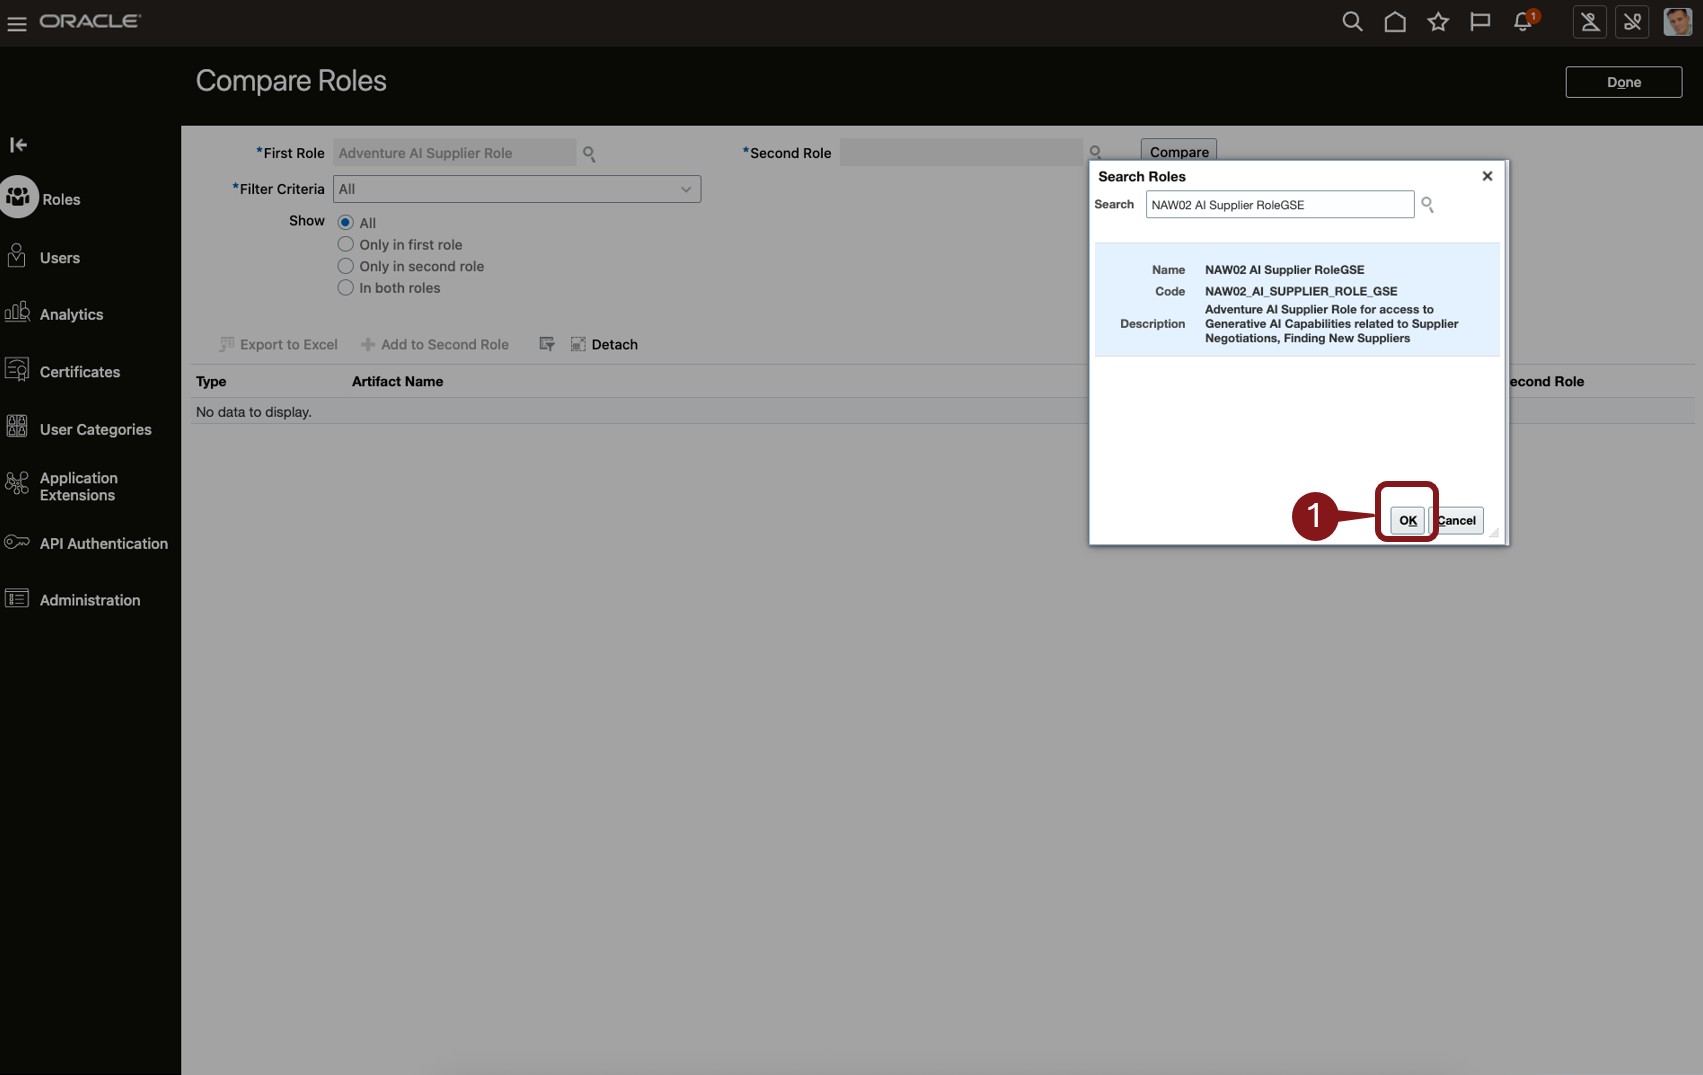 ORACLE
1
Compare Roles
Done
*First Role Adventure AI Supplier Role *Second Role Compare
*Filter Criteria All
Show All
Only in first role
Only in second role
In both roles
Export to Excel Add to Second Role Detach
Type Artifact Name econd Role
No data to display.
Roles
Users
Analytics
Certificates
User Categories
Application
Extensions
API Authentication
Administration
Search Roles
Search NAW02 AI Supplier RoleGSE
Name NAW02 AI Supplier RoleGSE
Code NAW02_AI_SUPPLIER_ROLE_GSE
Description Adventure AI Supplier Role for access to
Generative AI Capabilities related to Supplier
Negotiations, Finding New Suppliers
1 OK Cancel